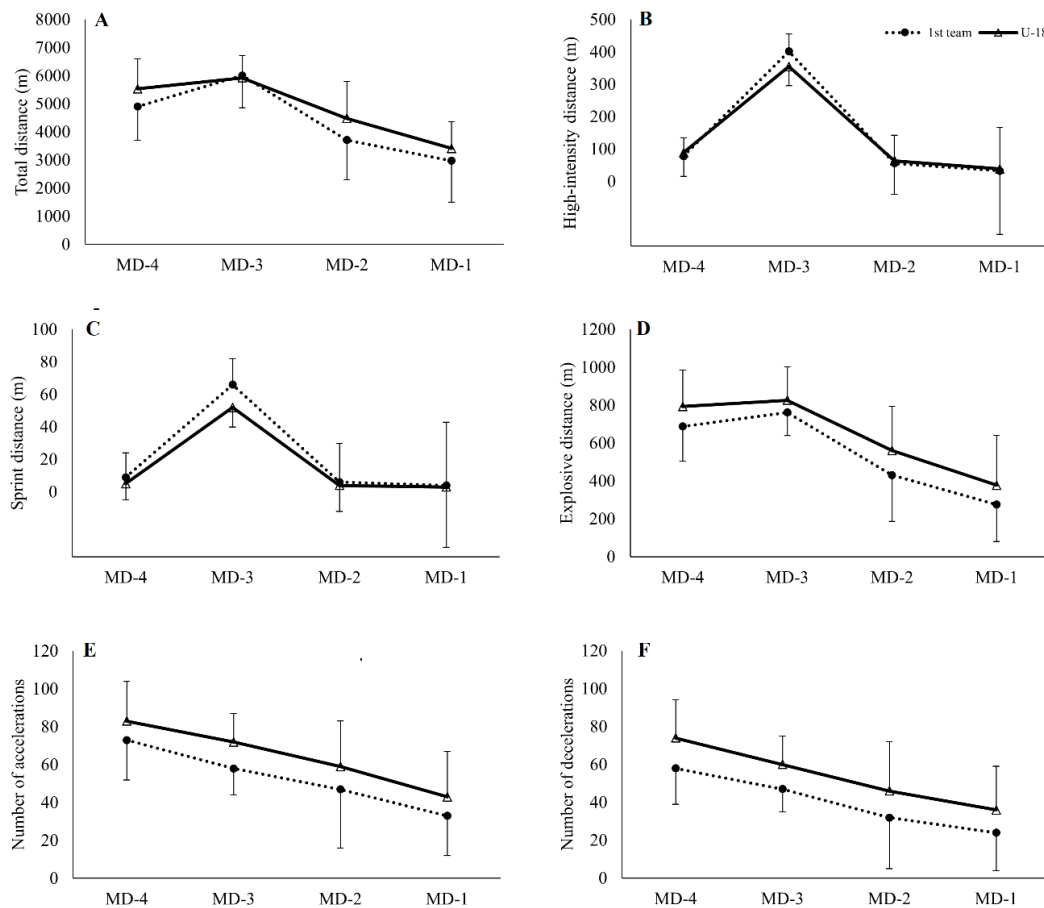 A
Total distance (m)
8000
7000
6000
5000
4000
3000
2000
1000
0
MD-4 MD-3 MD-2 MD-1
B
1st team U-18
High-intensity distance (m)
500
400
300
200
100
0
MD-4 MD-3 MD-2 MD-1
C
Sprint distance (m)
100
80
60
40
20
0
MD-4 MD-3 MD-2 MD-1
D
Explosive distance (m)
1200
1000
800
600
400
200
0
MD-4 MD-3 MD-2 MD-1
E
Number of accelerations
120
100
80
60
40
20
0
MD-4 MD-3 MD-2 MD-1
F
Number of decelerations
120
100
80
60
40
20
0
MD-4 MD-3 MD-2 MD-1